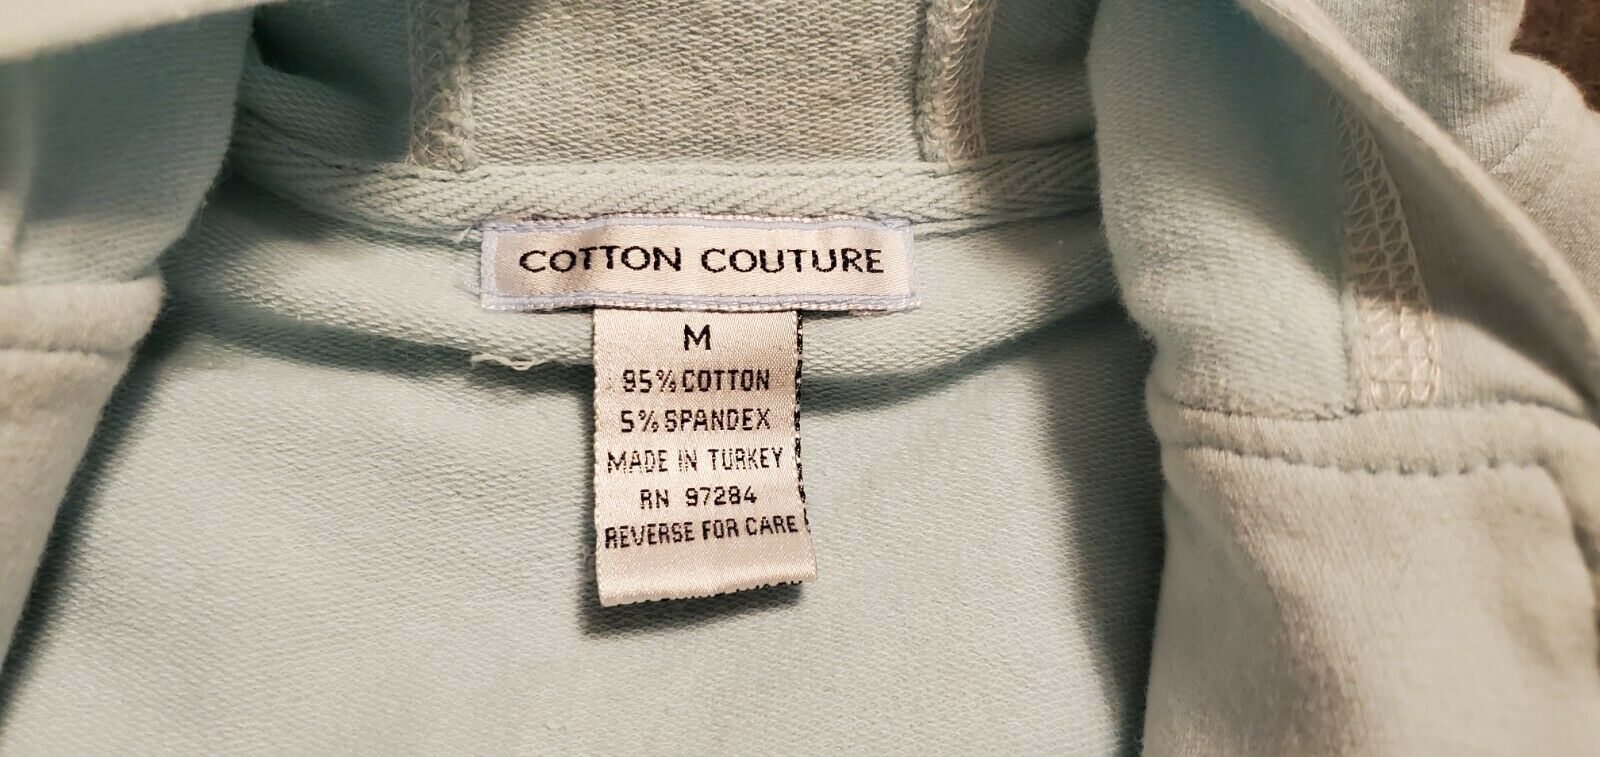 COTTON COUTURE
M
95% COTTON
5% SPANDEX
MADE IN TURKEY
RN 97284
REVERSE FOR CARE